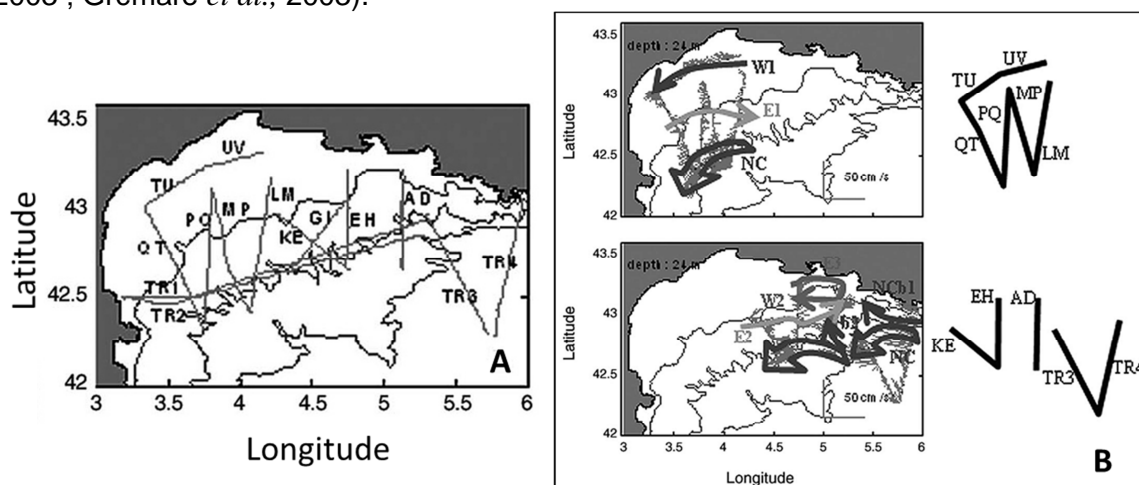 2008 ; Grémare et al., 2003).
43.5
43
42.5
42
Latitude
UV
TU
PQ
MP
LM
AD
GI
EH
KE
QT
TR1
TR2
TR3
TR4
A
3 3.5 4 4.5 5 5.5 6
Longitude
43.5
43
42.5
42
Latitude
depth : 24 m
W1
E1
NC
50 cm /s
UV
TU
MP
PQ
QT
LM
43.5
43
42.5
42
Latitude
depth : 24 m
E3
NCb1
W2
b2
E2
NC
50 cm /s
3 3.5 4 4.5 5 5.5 6
Longitude
EH AD
KE
TR3
TR4
B